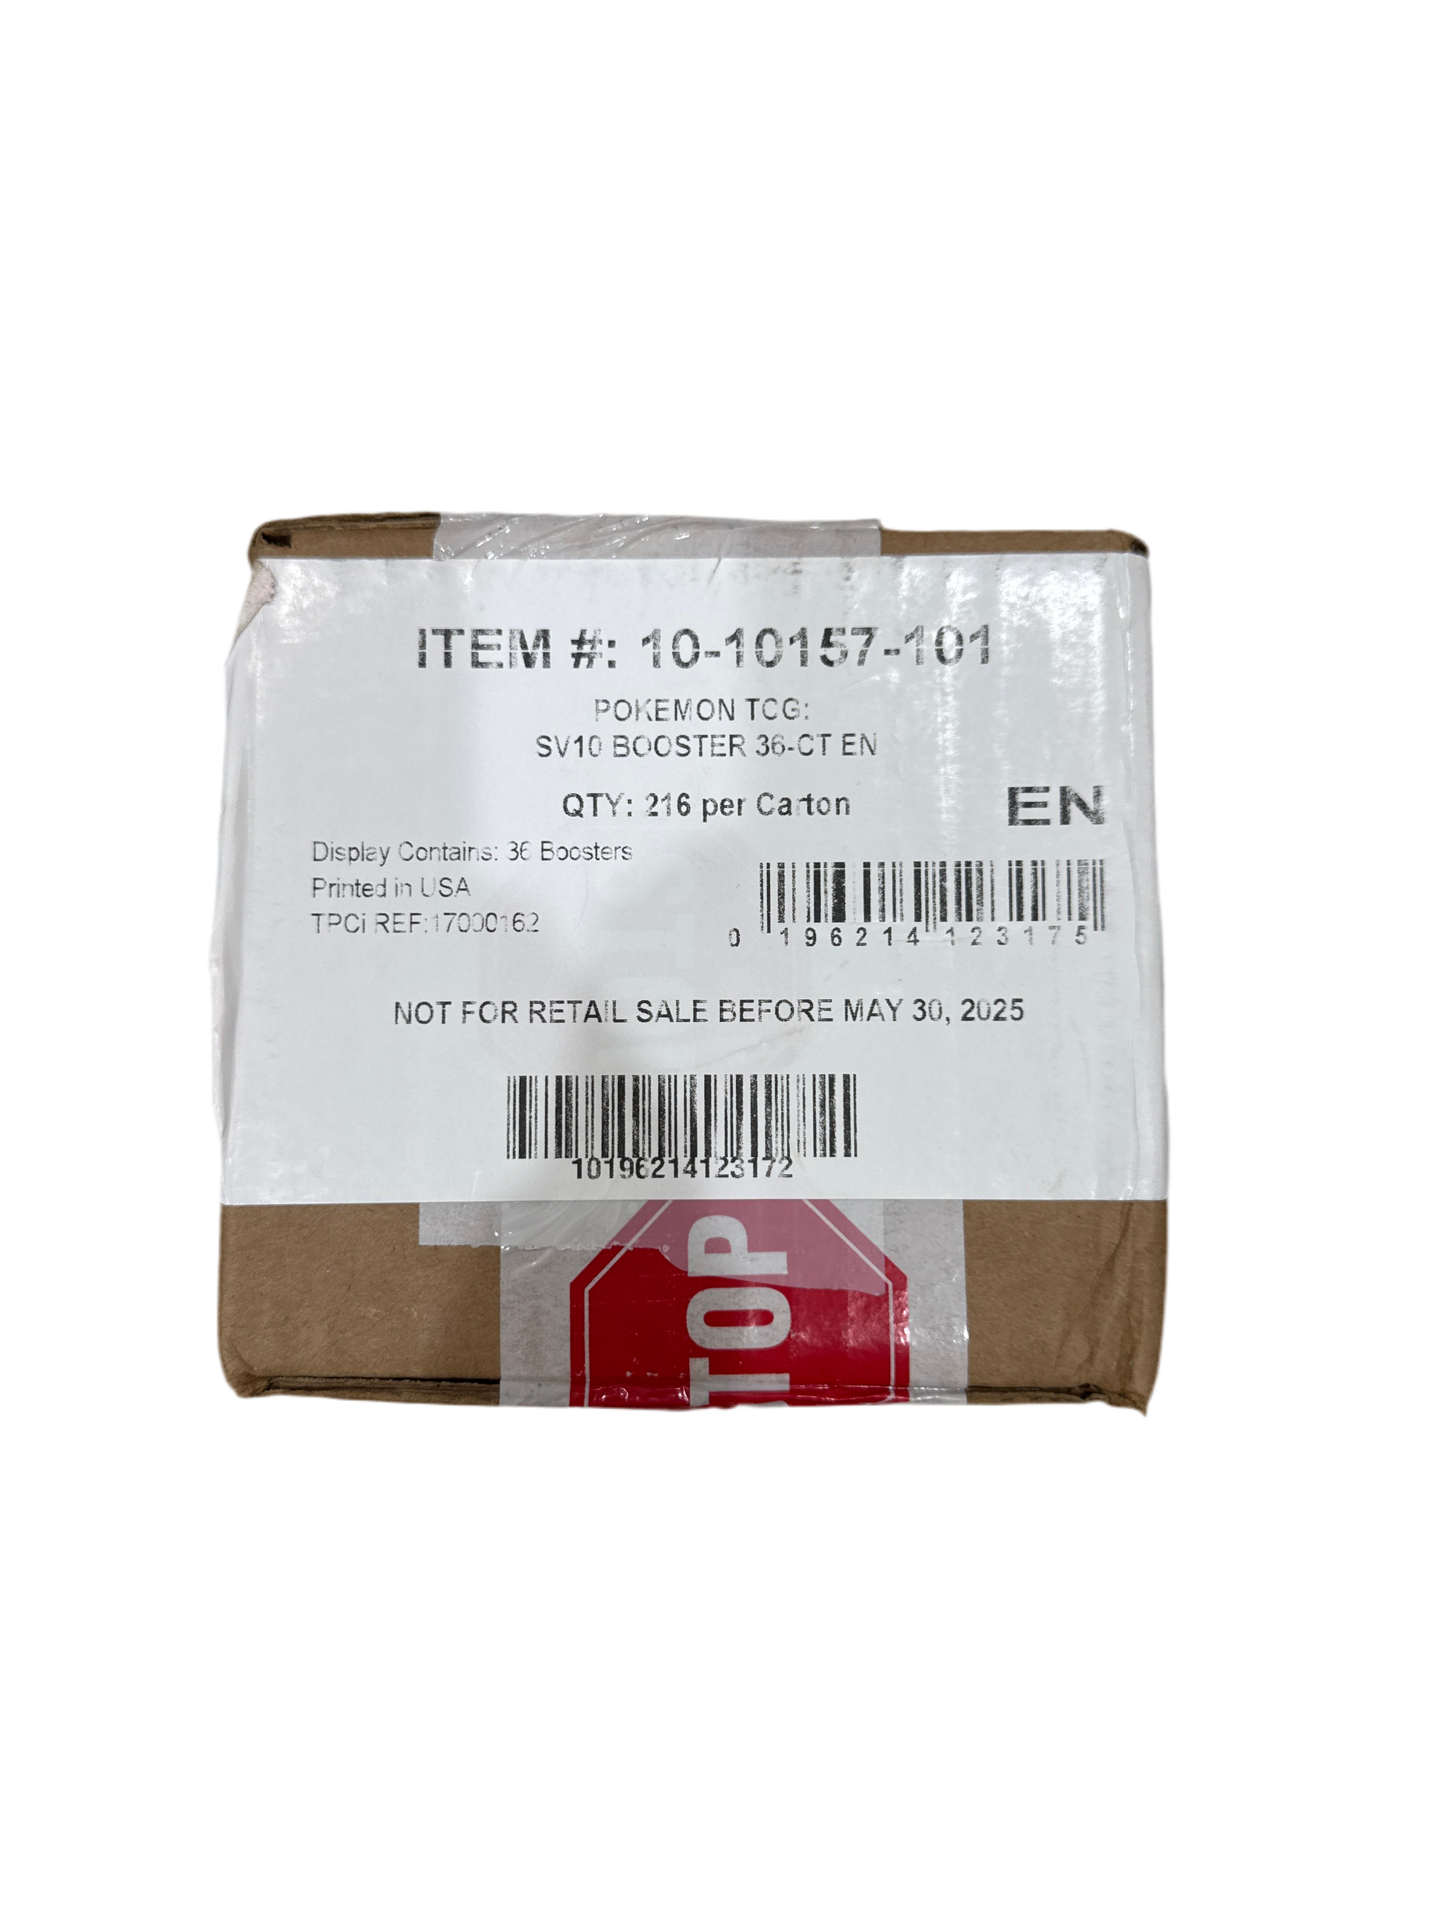 ITEM #: 10-10157-101
POKEMON TCG:
SV10 BOOSTER 36-CT EN
QTY: 216 per Carton
EN
Display Contains: 36 Boosters
Printed in USA
TPCi REF:17000162
0 196214 123175
NOT FOR RETAIL SALE BEFORE MAY 30, 2025
10196214123172
STOP